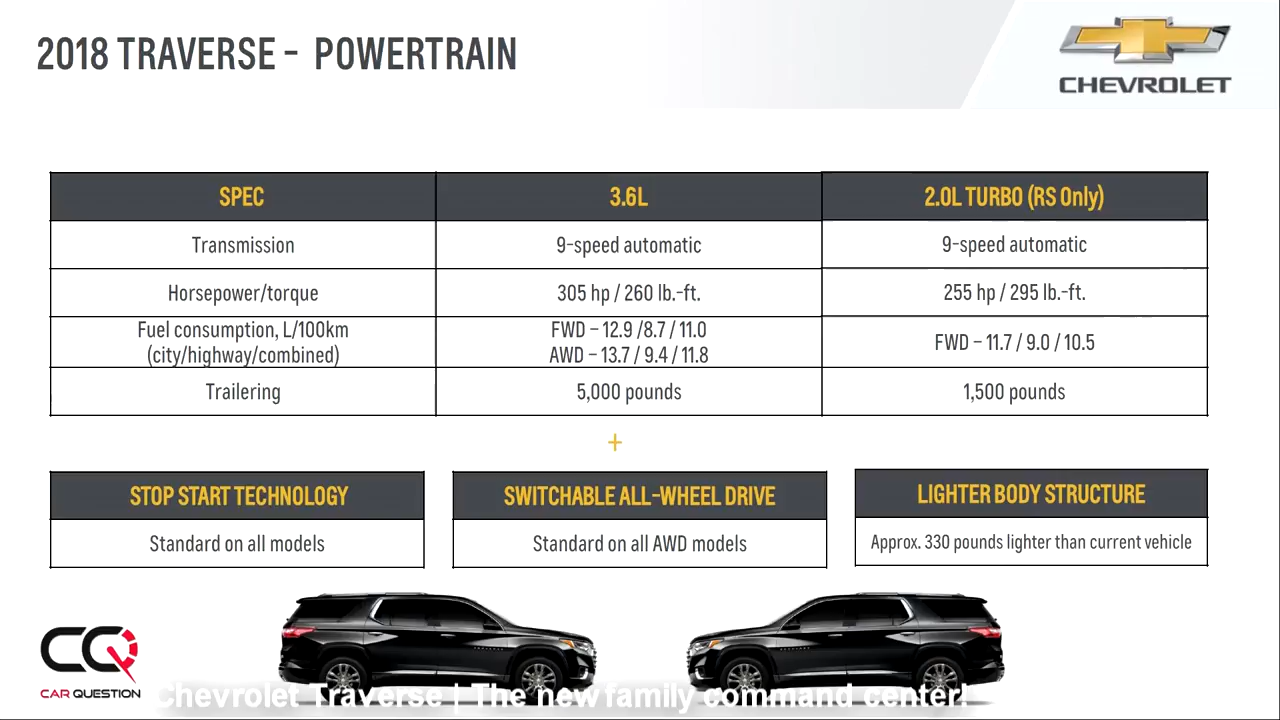 2018 TRAVERSE - POWERTRAIN
CHEVROLET
SPEC 3.6L 2.0L TURBO (RS Only)
Transmission 9-speed automatic 9-speed automatic
Horsepower/torque 305 hp / 260 lb.-ft. 255 hp / 295 lb.-ft.
Fuel consumption, L/100km FWD – 12.9 /8.7 / 11.0
(city/highway/combined) AWD – 13.7 / 9.4 / 11.8 FWD – 11.7 / 9.0 / 10.5
Trailering 5,000 pounds 1,500 pounds
+
STOP START TECHNOLOGY SWITCHABLE ALL-WHEEL DRIVE LIGHTER BODY STRUCTURE
Standard on all models Standard on all AWD models Approx. 330 pounds lighter than current vehicle
CQ
CAR QUESTION
Chevrolet Traverse | The new family command center!